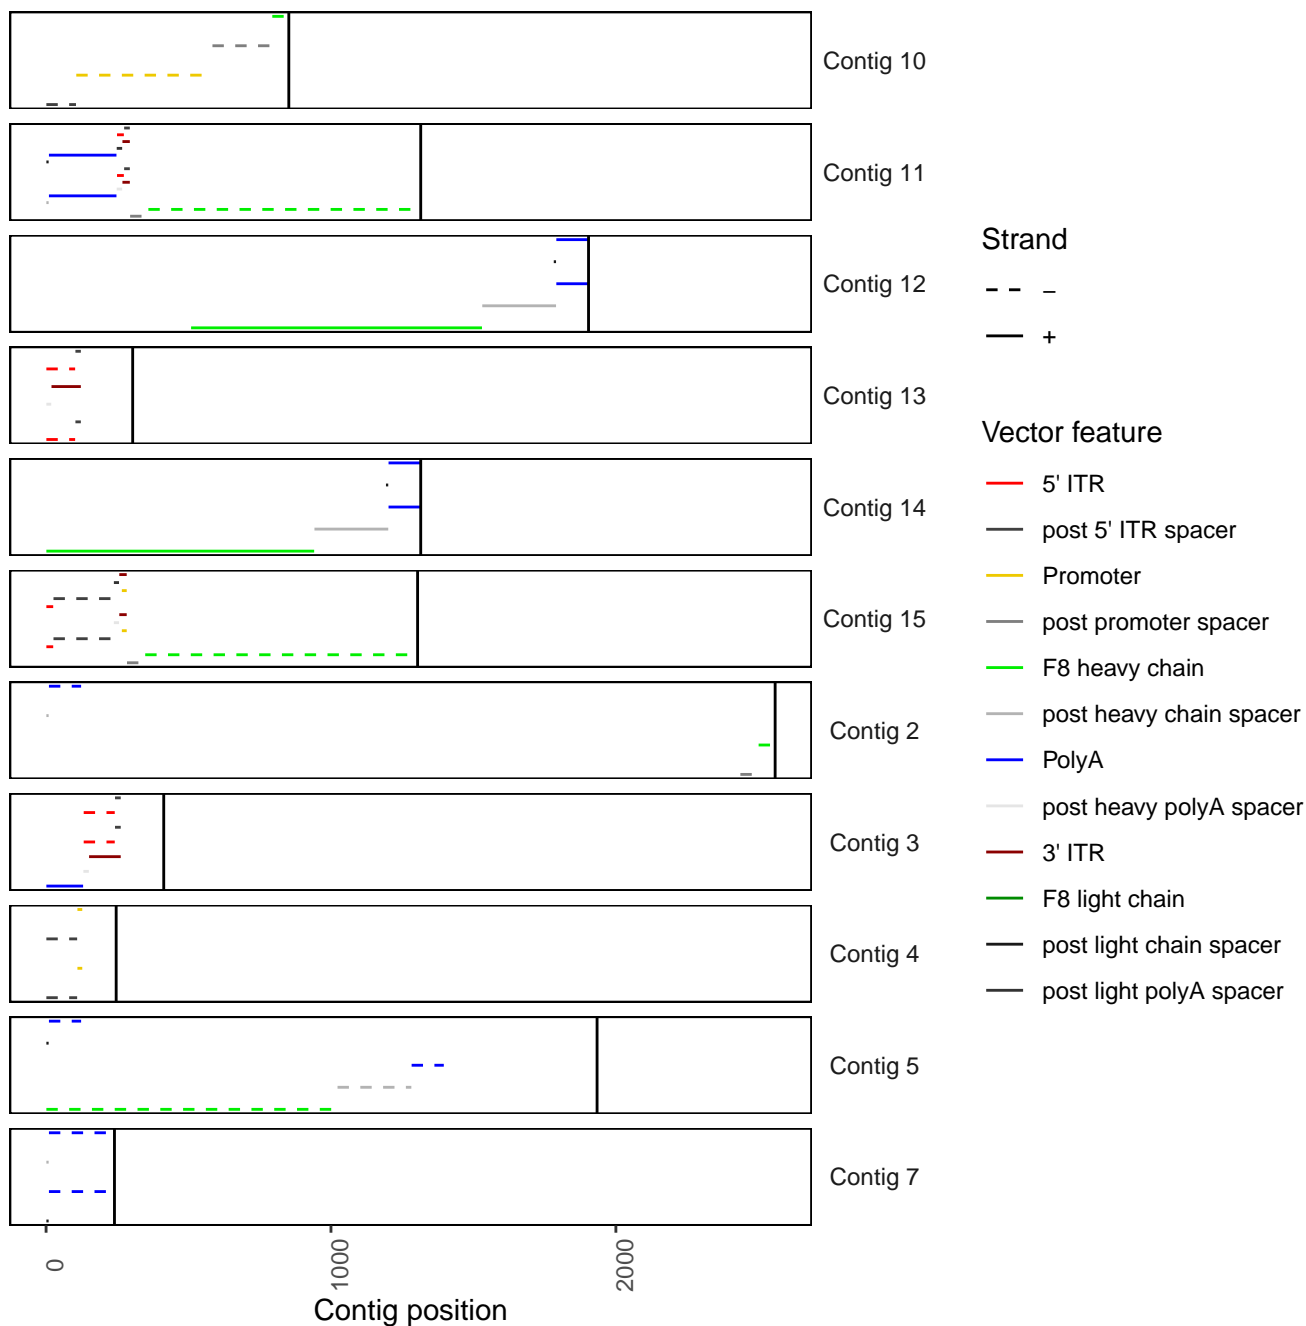 Contig 10
Contig 11
Contig 12
Contig 13
Contig 14
Contig 15
Contig 2
Contig 3
Contig 4
Contig 5
Contig 7
0
1000
2000
Contig position
Strand
−
+
Vector feature
5' ITR
post 5' ITR spacer
Promoter
post promoter spacer
F8 heavy chain
post heavy chain spacer
PolyA
post heavy polyA spacer
3' ITR
F8 light chain
post light chain spacer
post light polyA spacer